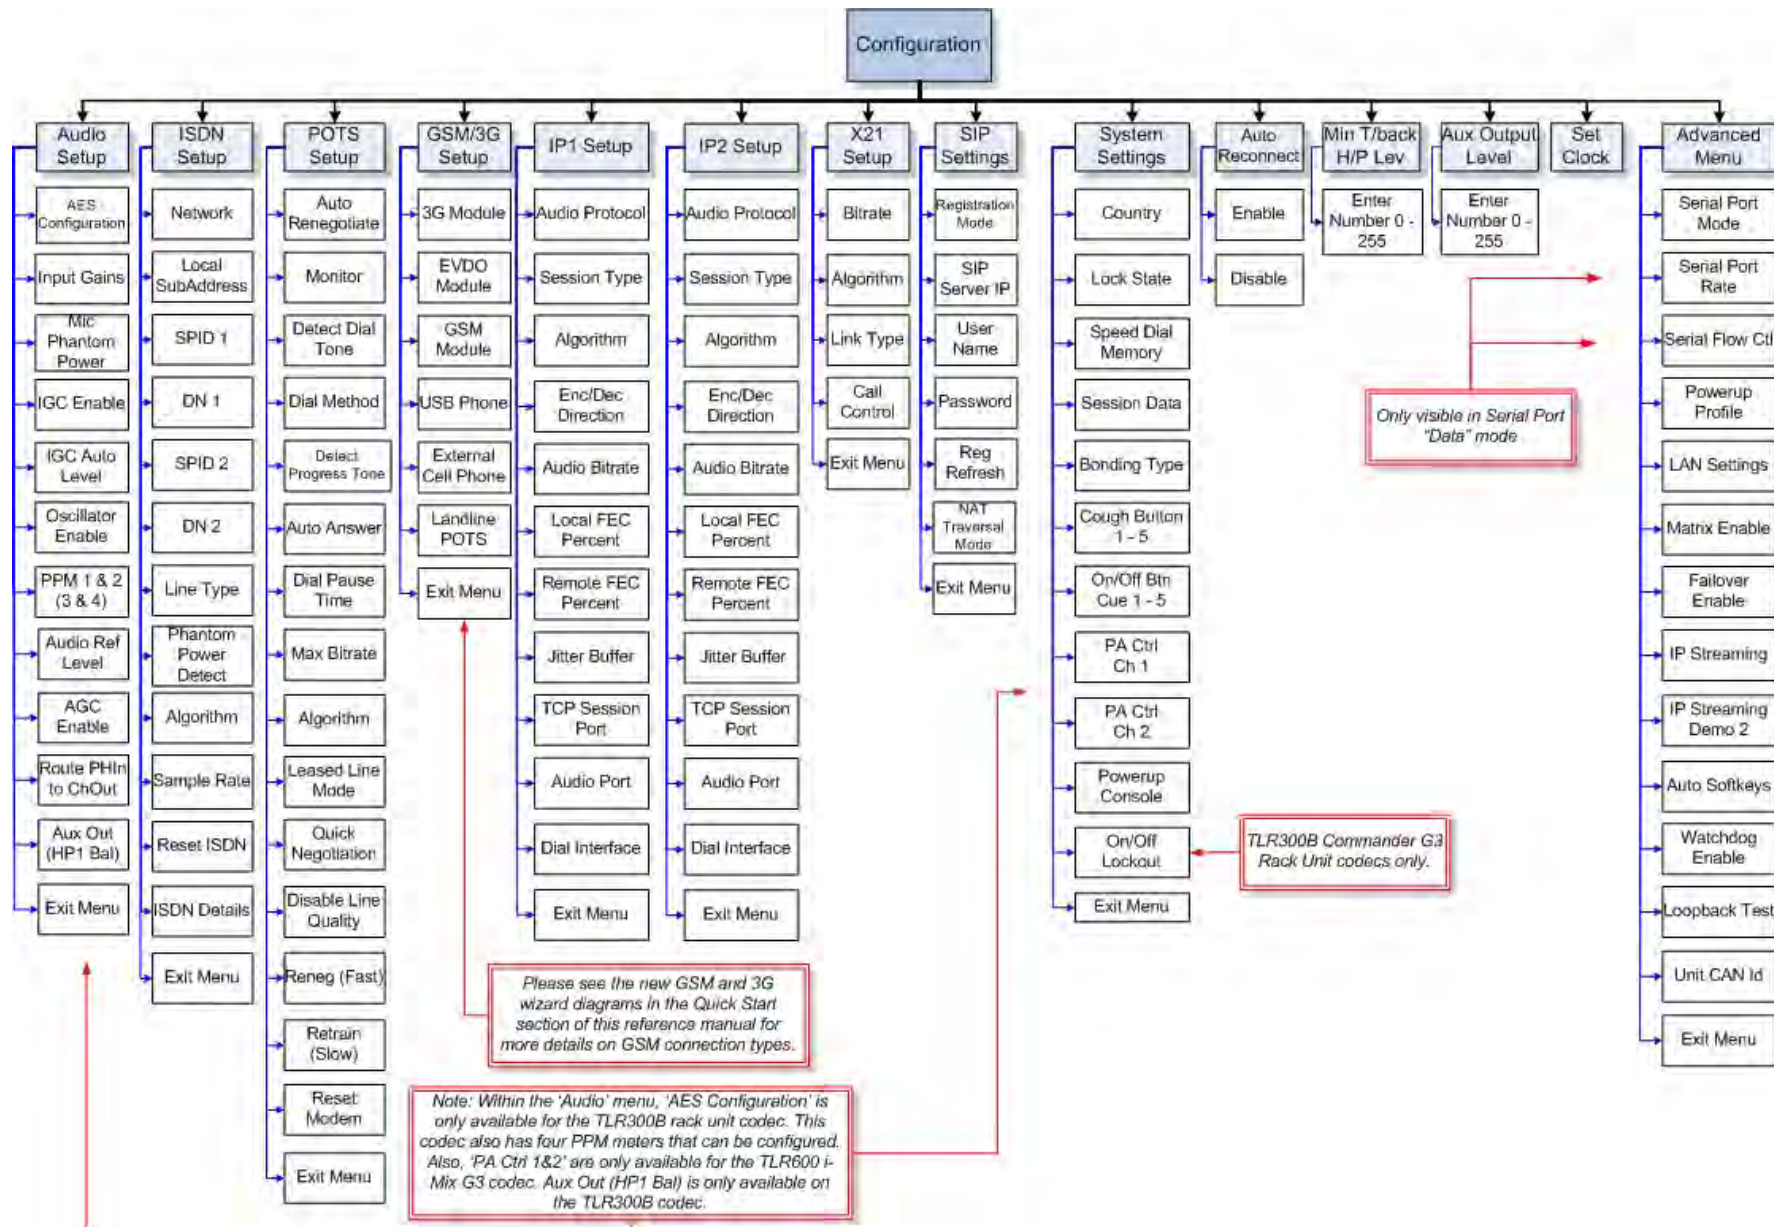 Configuration
Audio
Setup
AES
Configuration
Input Gains
Mic
Phantom
Power
IGC Enable
IGC Auto
Level
Oscillator
Enable
PPM 1 & 2
(3 & 4)
Audio Ref
Level
AGC
Enable
Route PHIn
to ChOut
Aux Out
(HP1 Bal)
Exit Menu
ISDN
Setup
Network
Local
SubAddress
SPID 1
DN 1
SPID 2
DN 2
Line Type
Phantom
Power
Detect
Algorithm
Sample Rate
Reset ISDN
ISDN Details
Exit Menu
POTS
Setup
Auto
Renegotiate
Monitor
Detect Dial
Tone
Dial Method
Detect
Progress Tone
Auto Answer
Dial Pause
Time
Max Bitrate
Algorithm
Leased Line
Mode
Quick
Negotiation
Disable Line
Quality
Reneg (Fast)
Retrain
(Slow)
Reset
Modem
Exit Menu
GSM/3G
Setup
3G Module
EVDO
Module
GSM
Module
USB Phone
External
Cell Phone
Landline
POTS
Exit Menu
IP1 Setup
Audio Protocol
Session Type
Algorithm
Enc/Dec
Direction
Audio Bitrate
Local FEC
Percent
Remote FEC
Percent
Jitter Buffer
TCP Session
Port
Audio Port
Dial Interface
Exit Menu
IP2 Setup
Audio Protocol
Session Type
Algorithm
Enc/Dec
Direction
Audio Bitrate
Local FEC
Percent
Remote FEC
Percent
Jitter Buffer
TCP Session
Port
Audio Port
Dial Interface
Exit Menu
X21
Setup
Bitrate
Algorithm
Link Type
Call
Control
Exit Menu
SIP
Settings
Registration
Mode
SIP
Server IP
User
Name
Password
Reg
Refresh
NAT
Traversal
Mode
Exit Menu
System
Settings
Country
Lock State
Speed Dial
Memory
Session Data
Bonding Type
Cough Button
1 - 5
On/Off Btn
Cue 1 - 5
PA Ctrl
Ch 1
PA Ctrl
Ch 2
Powerup
Console
On/Off
Lockout
Exit Menu
Auto
Reconnect
Enable
Disable
Min T/back
H/P Lev
Enter
Number 0 -
255
Aux Output
Level
Enter
Number 0 -
255
Set
Clock
Advanced
Menu
Serial Port
Mode
Serial Port
Rate
Serial Flow Ctl
Powerup
Profile
LAN Settings
Matrix Enable
Failover
Enable
IP Streaming
IP Streaming
Demo 2
Auto Softkeys
Watchdog
Enable
Loopback Test
Unit CAN Id
Exit Menu
Only visible in Serial Port
"Data" mode
TLR300B Commander G3
Rack Unit codecs only.
Please see the new GSM and 3G
wizard diagrams in the Quick Start
section of this reference manual for
more details on GSM connection types.
Note: Within the 'Audio' menu, 'AES Configuration' is
only available for the TLR300B rack unit codec. This
codec also has four PPM meters that can be configured.
Also, 'PA Ctrl 1&2' are only available for the TLR600 i-
Mix G3 codec. Aux Out (HP1 Bal) is only available on
the TLR300B codec.